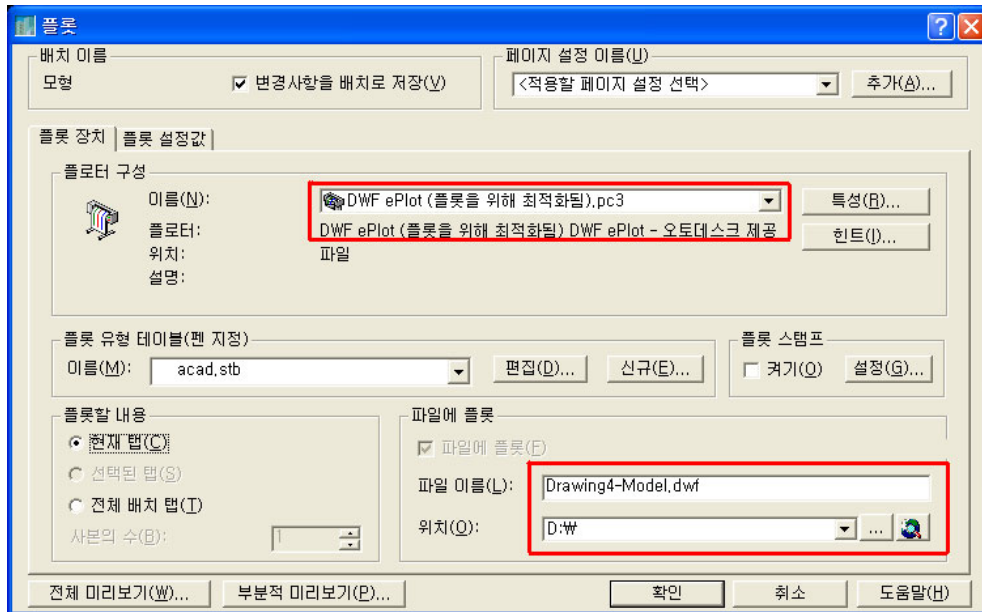 플롯
배치 이름
모형
변경사항을 배치로 저장(V)
페이지 설정 이름(U)
<적용할 페이지 설정 선택>
추가(A)...
플롯 장치
플롯 설정값
플로터 구성
이름(N):
DWF ePlot (플롯을 위해 최적화됨).pc3
특성(R)...
플로터:
DWF ePlot (플롯을 위해 최적화됨) DWF ePlot - 오토데스크 제공
힌트(I)...
위치:
파일
설명:
플롯 유형 테이블(펜 지정)
이름(M):
acad.stb
편집(D)...
신규(E)...
플롯 스탬프
켜기(O)
설정(G)...
플롯할 내용
현재 탭(C)
선택된 탭(S)
전체 배치 탭(T)
사본의 수(B):
1
파일에 플롯
파일에 플롯(F)
파일 이름(L):
Drawing4-Model.dwf
위치(O):
D:₩
...
전체 미리보기(W)...
부분적 미리보기(P)...
확인
취소
도움말(H)